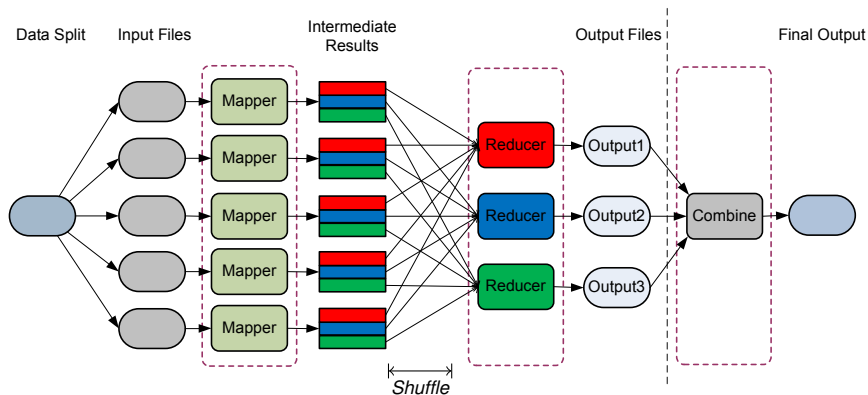 Data Split
Input Files
Intermediate
Results
Output Files
Final Output
Mapper
Mapper
Mapper
Mapper
Mapper
Reducer
Reducer
Reducer
Output1
Output2
Output3
Combine
Shuffle